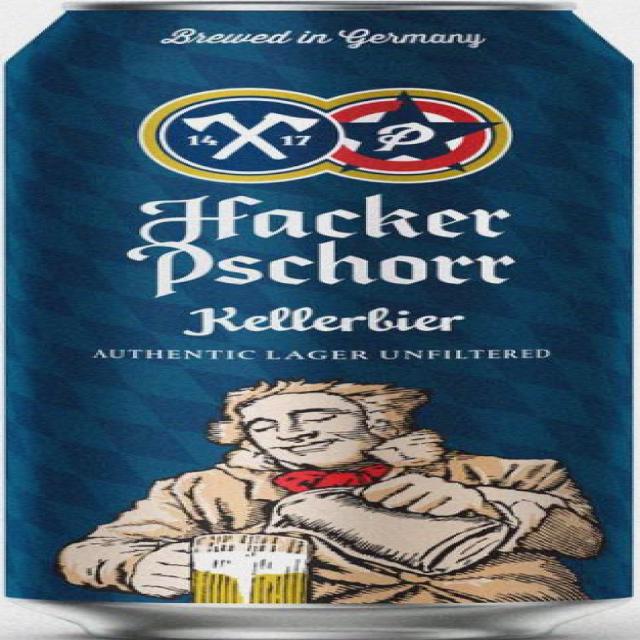 Brewed in Germany
14 17 P
Hacker
Pschorr
Kellerbier
AUTHENTIC LAGER UNFILTERED